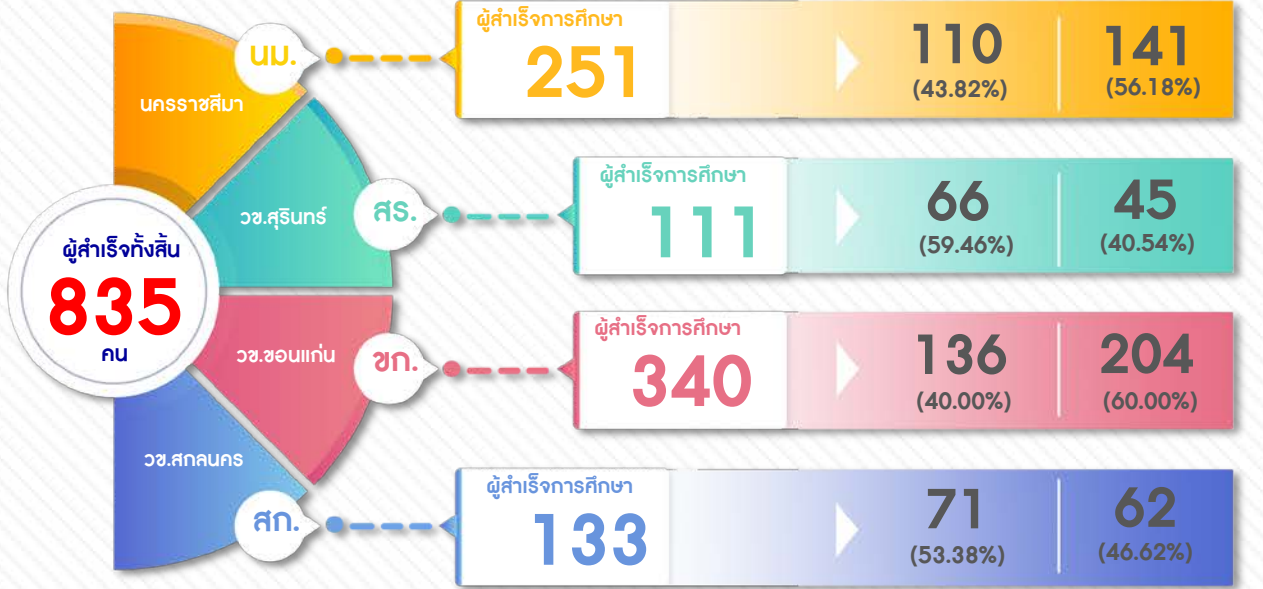 ผู้สำเร็จทั้งสิ้น
835
คน
นครราชสีมา
นม.
ผู้สำเร็จการศึกษา
251
110
(43.82%)
141
(56.18%)
วข.สุรินทร์
สร.
ผู้สำเร็จการศึกษา
111
66
(59.46%)
45
(40.54%)
วข.ขอนแก่น
ขก.
ผู้สำเร็จการศึกษา
340
136
(40.00%)
204
(60.00%)
วข.สกลนคร
สก.
ผู้สำเร็จการศึกษา
133
71
(53.38%)
62
(46.62%)